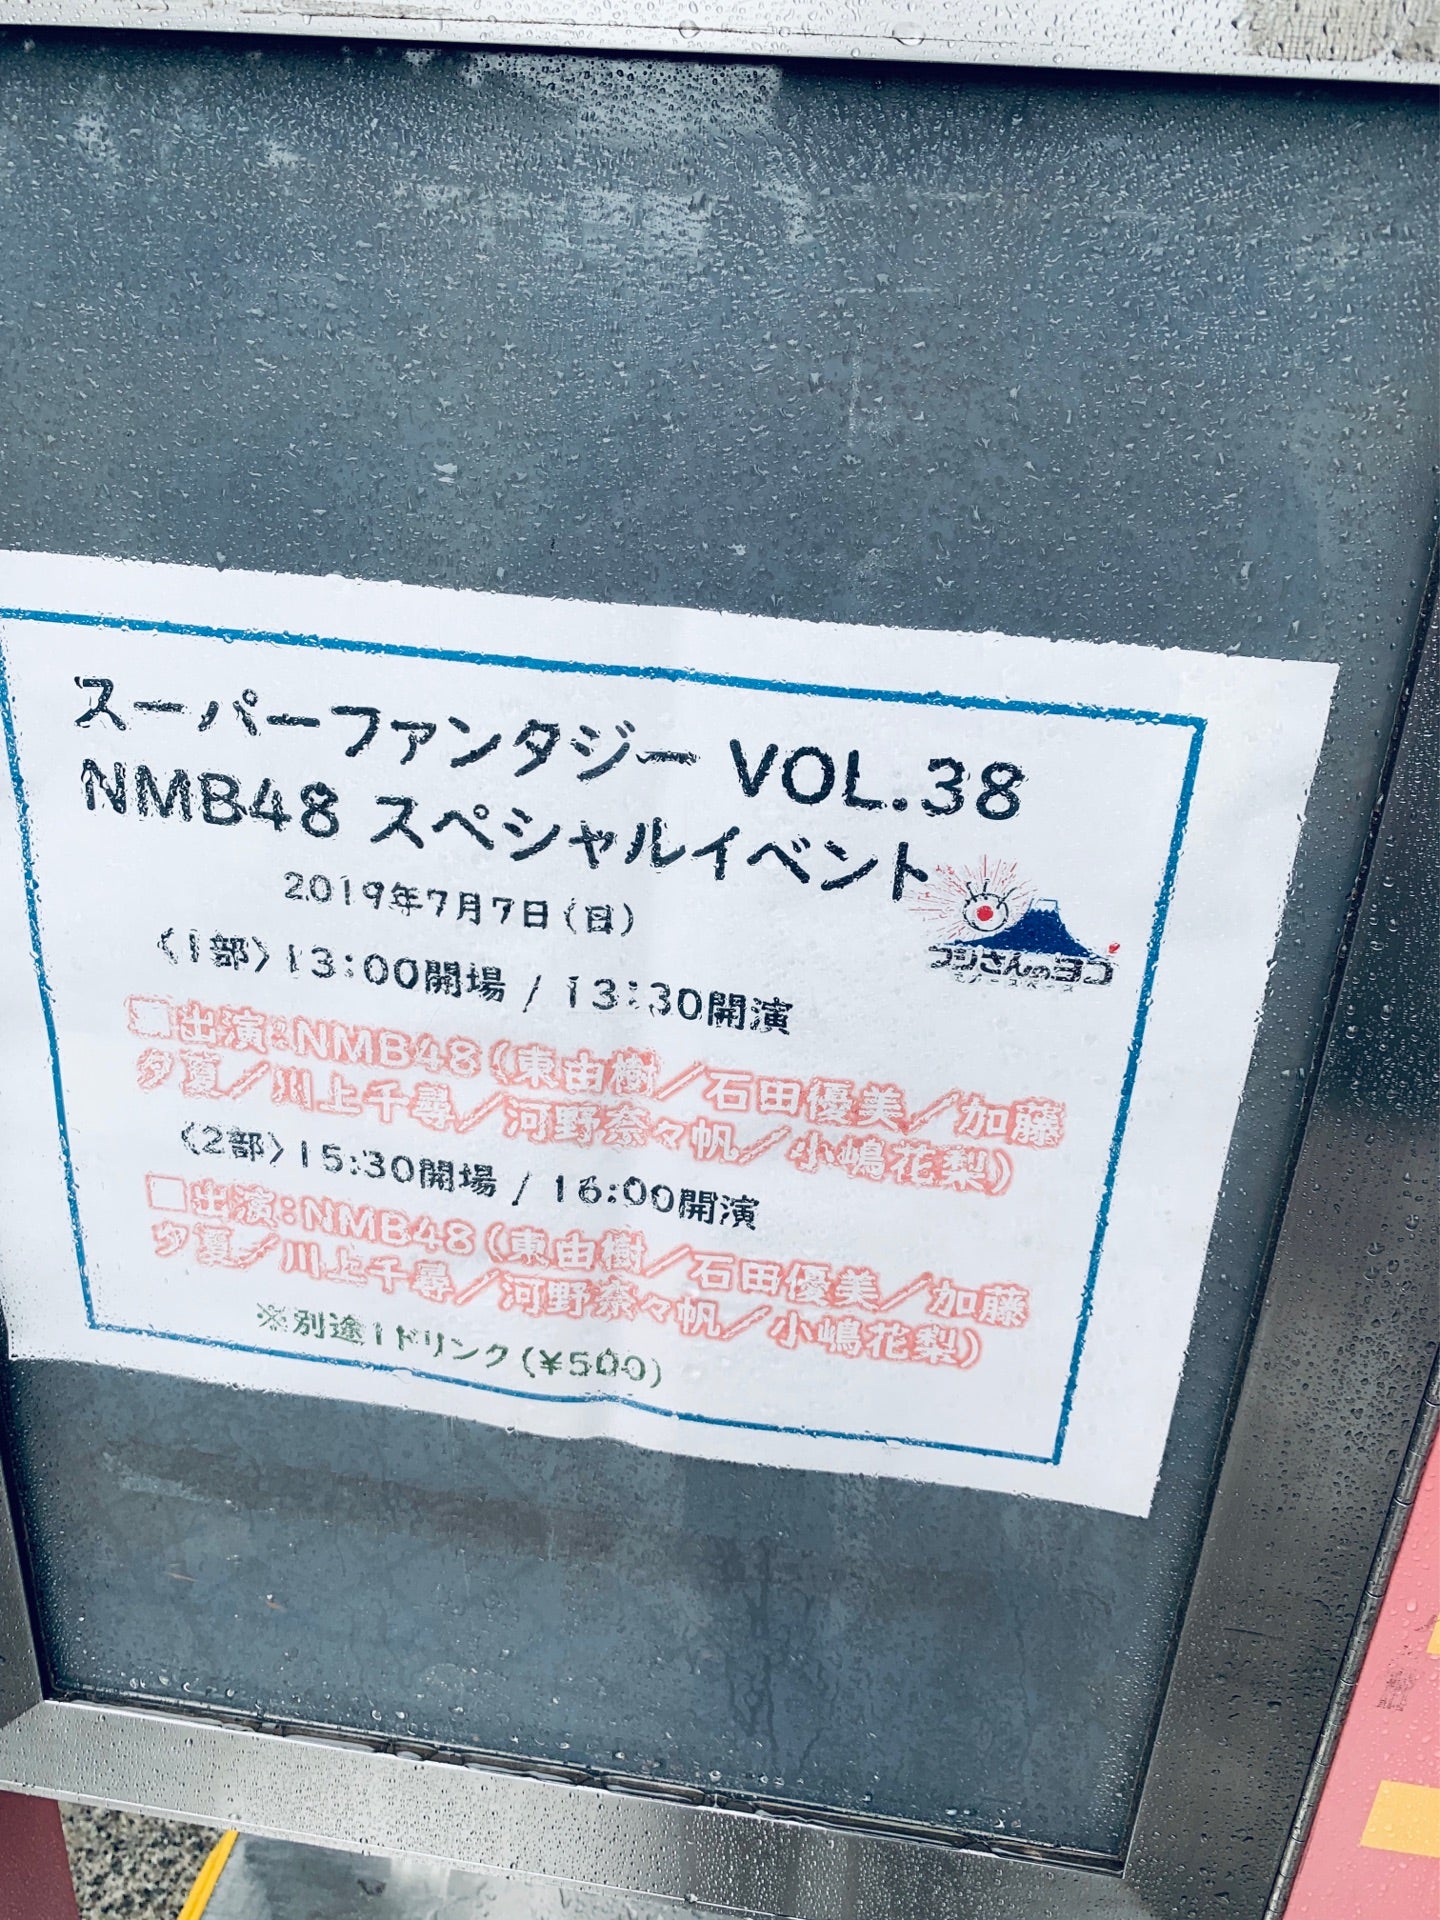 スーパーファンタジー VOL.38
NMB48 スペシャルイベント
2019年7月7日(日)
フジさんのヨコ
〈1部〉13:00開場 / 13:30開演
■出演:NMB48(東由樹／石田優美／加藤
夕夏／川上千尋／河野奈々帆／小嶋花梨)
〈2部〉15:30開場 / 16:00開演
■出演:NMB48(東由樹／石田優美／加藤
夕夏／川上千尋／河野奈々帆／小嶋花梨)
※別途1ドリンク(¥500)